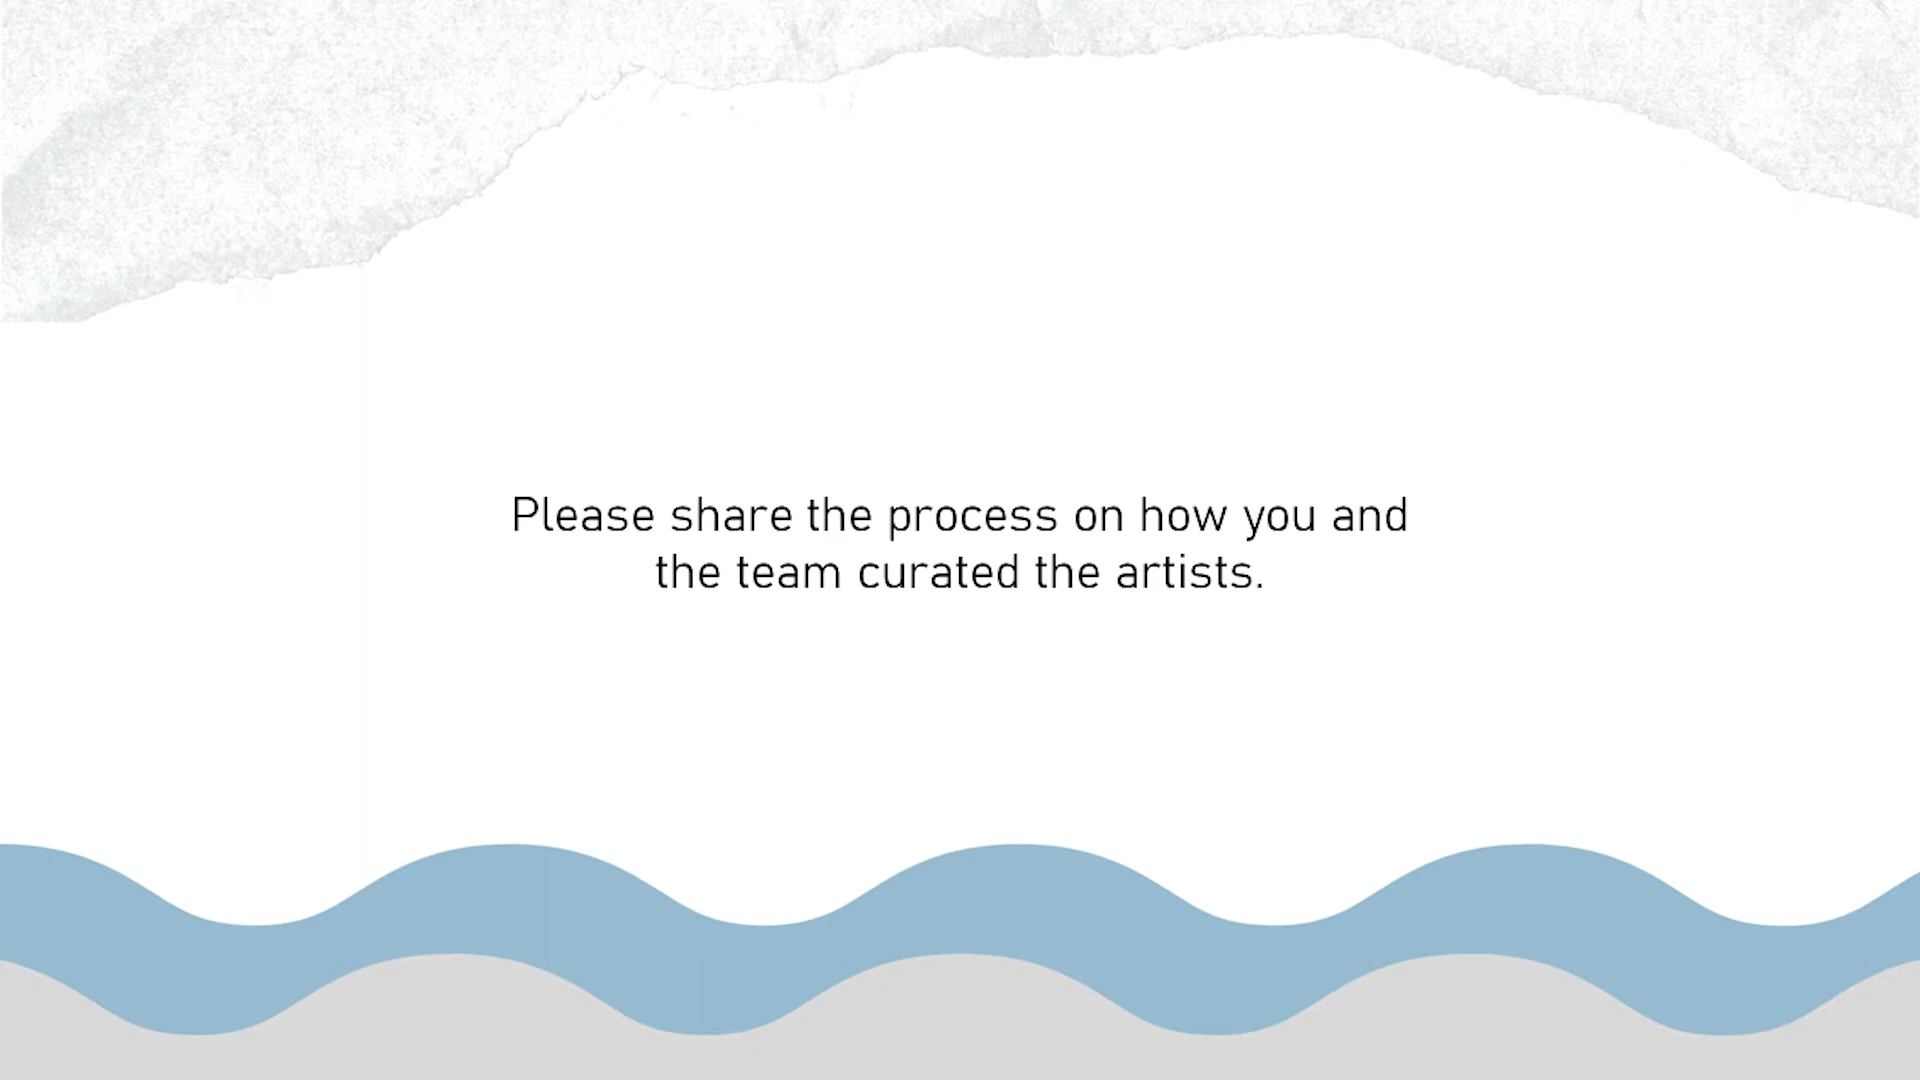 Please share the process on how you and
the team curated the artists.